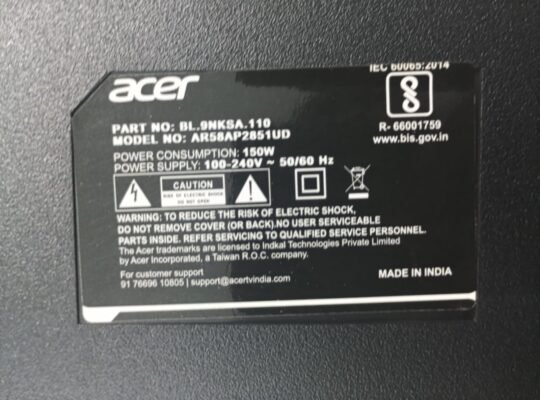 IEC 60065:2014
acer
R- 66001759
www.bis.gov.in
PART NO: BL.9NKSA.110
MODEL NO: AR58AP2851UD
POWER CONSUMPTION: 150W
POWER SUPPLY: 100-240V ~ 50/60 Hz
CAUTION
RISK OF ELECTRIC SHOCK
DO NOT OPEN
WARNING: TO REDUCE THE RISK OF ELECTRIC SHOCK,
DO NOT REMOVE COVER (OR BACK).NO USER SERVICEABLE
PARTS INSIDE. REFER SERVICING TO QUALIFIED SERVICE PERSONNEL.
The Acer trademarks are licensed to Indkal Technologies Private Limited
by Acer Incorporated, a Taiwan R.O.C. company.
For customer support
91 76696 10805 | support@acertvindia.com
MADE IN INDIA